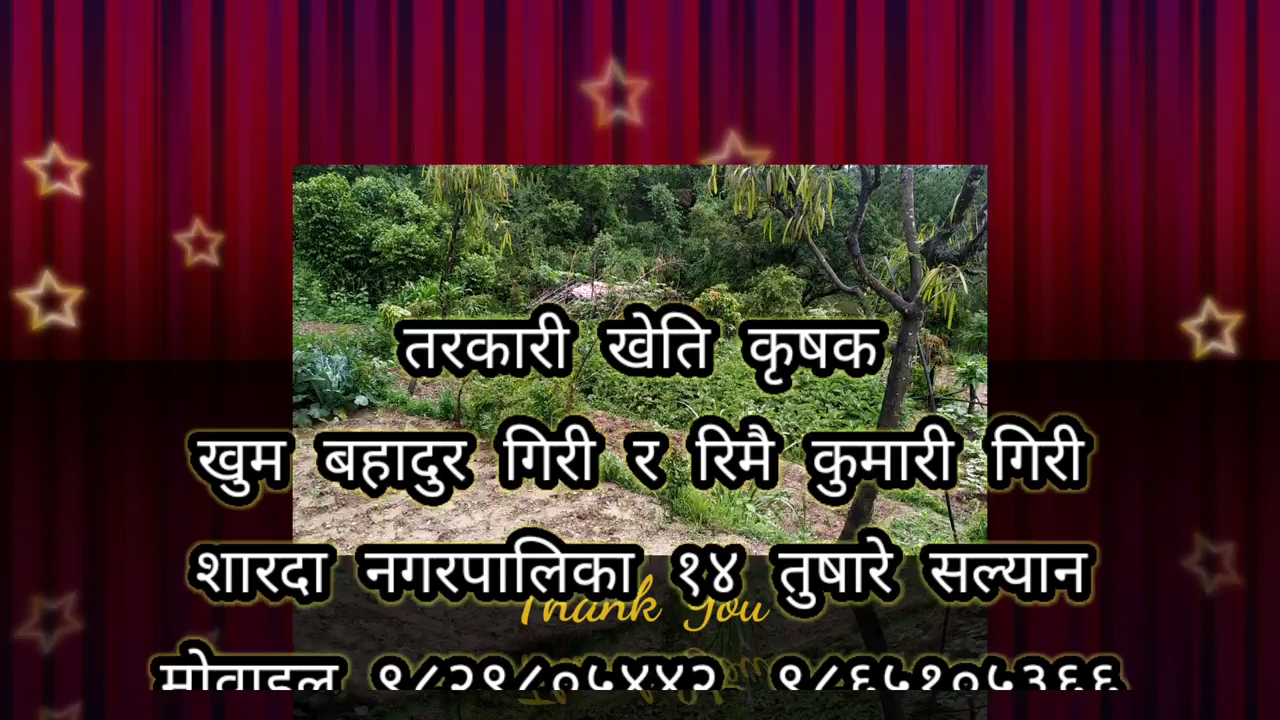 तरकारी खेति कृषक
खुम बहादुर गिरी र रिमै कुमारी गिरी
शारदा नगरपालिका १४ तुषारे सल्यान
Thank You